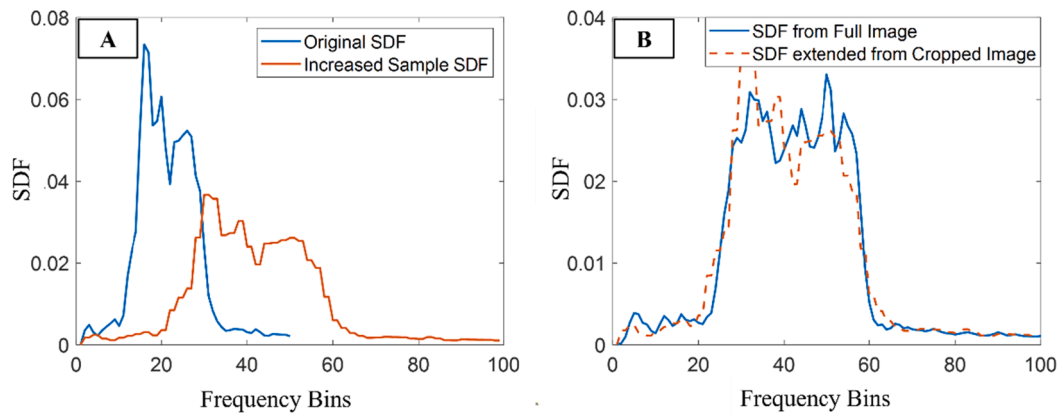 A
Original SDF
Increased Sample SDF
0.08
0.06
0.04
0.02
0
SDF
0
20
40
60
80
100
Frequency Bins
B
SDF from Full Image
SDF extended from Cropped Image
0.04
0.03
0.02
0.01
0
SDF
0
20
40
60
80
100
Frequency Bins